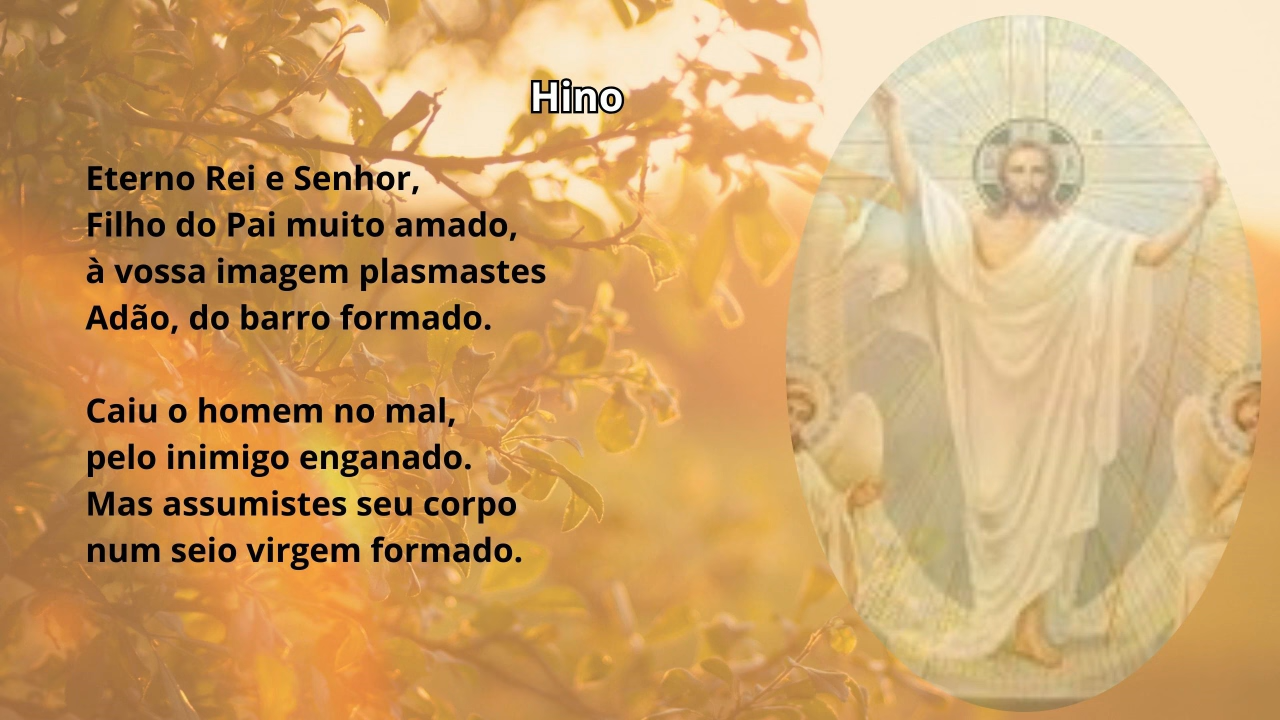 Hino
Eterno Rei e Senhor,
Filho do Pai muito amado,
à vossa imagem plasmastes
Adão, do barro formado.
Caiu o homem no mal,
pelo inimigo enganado.
Mas assumistes seu corpo
num seio virgem formado.